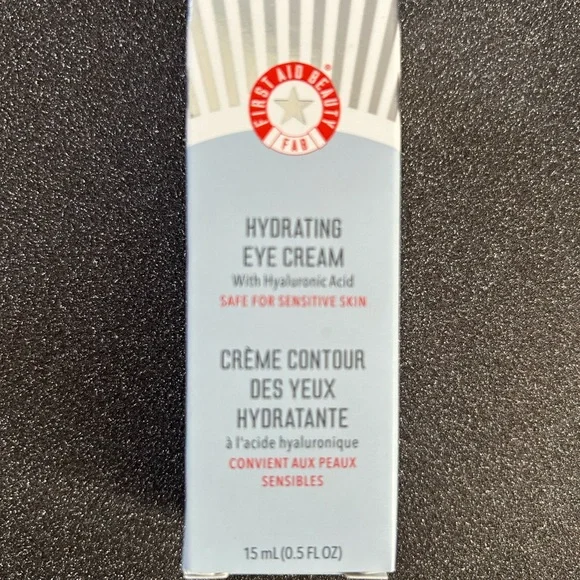 FIRST AID BEAUTY®
FAB
HYDRATING
EYE CREAM
With Hyaluronic Acid
SAFE FOR SENSITIVE SKIN
CRÈME CONTOUR
DES YEUX
HYDRATANTE
à l'acide hyaluronique
CONVIENT AUX PEAUX
SENSIBLES
15 mL (0.5 FL OZ)